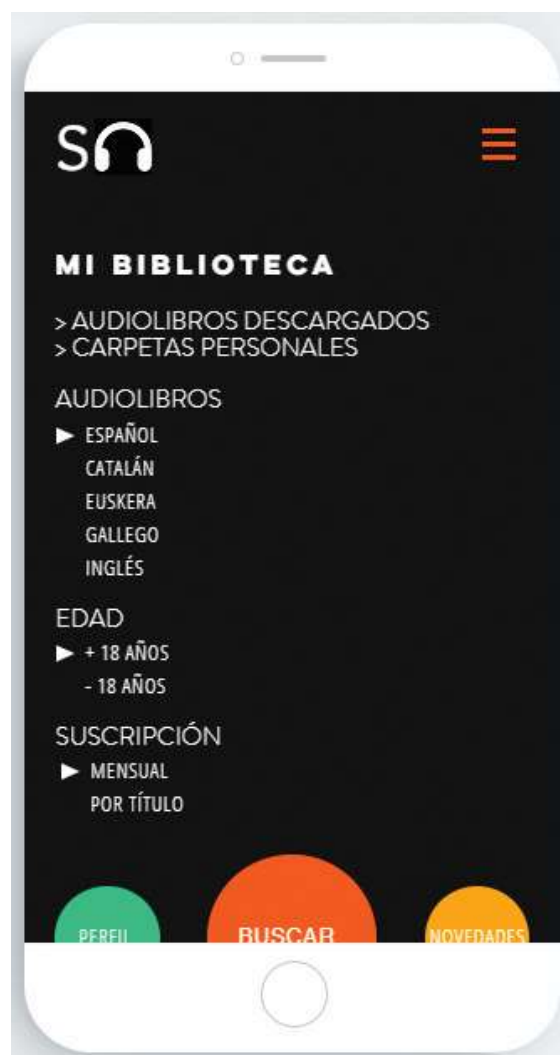 S
MI BIBLIOTECA
> AUDIOLIBROS DESCARGADOS
> CARPETAS PERSONALES
AUDIOLIBROS
► ESPAÑOL
CATALÁN
EUSKERA
GALLEGO
INGLÉS
EDAD
► + 18 AÑOS
- 18 AÑOS
SUSCRIPCIÓN
► MENSUAL
POR TÍTULO
PERFIL BUSCAR NOVEDADES